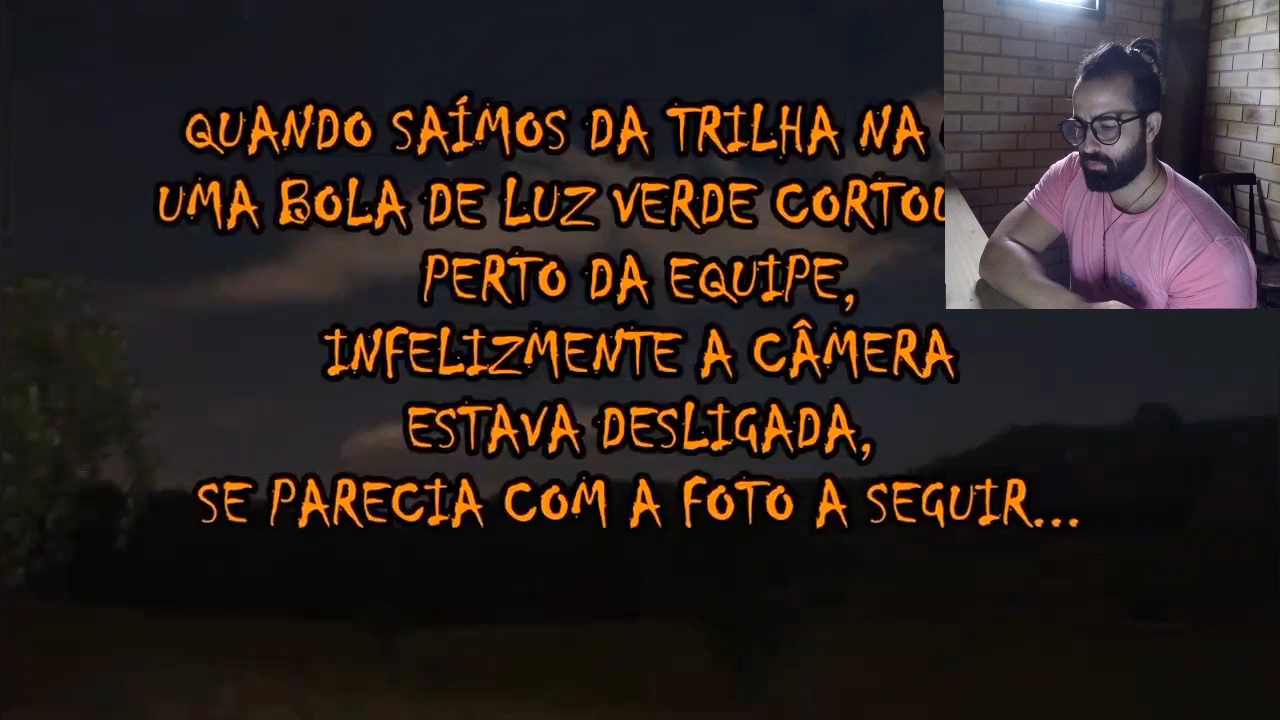 QUANDO SAÍMOS DA TRILHA NA
UMA BOLA DE LUZ VERDE CORTOU
PERTO DA EQUIPE,
INFELIZMENTE A CÂMERA
ESTAVA DESLIGADA,
SE PARECIA COM A FOTO A SEGUIR...